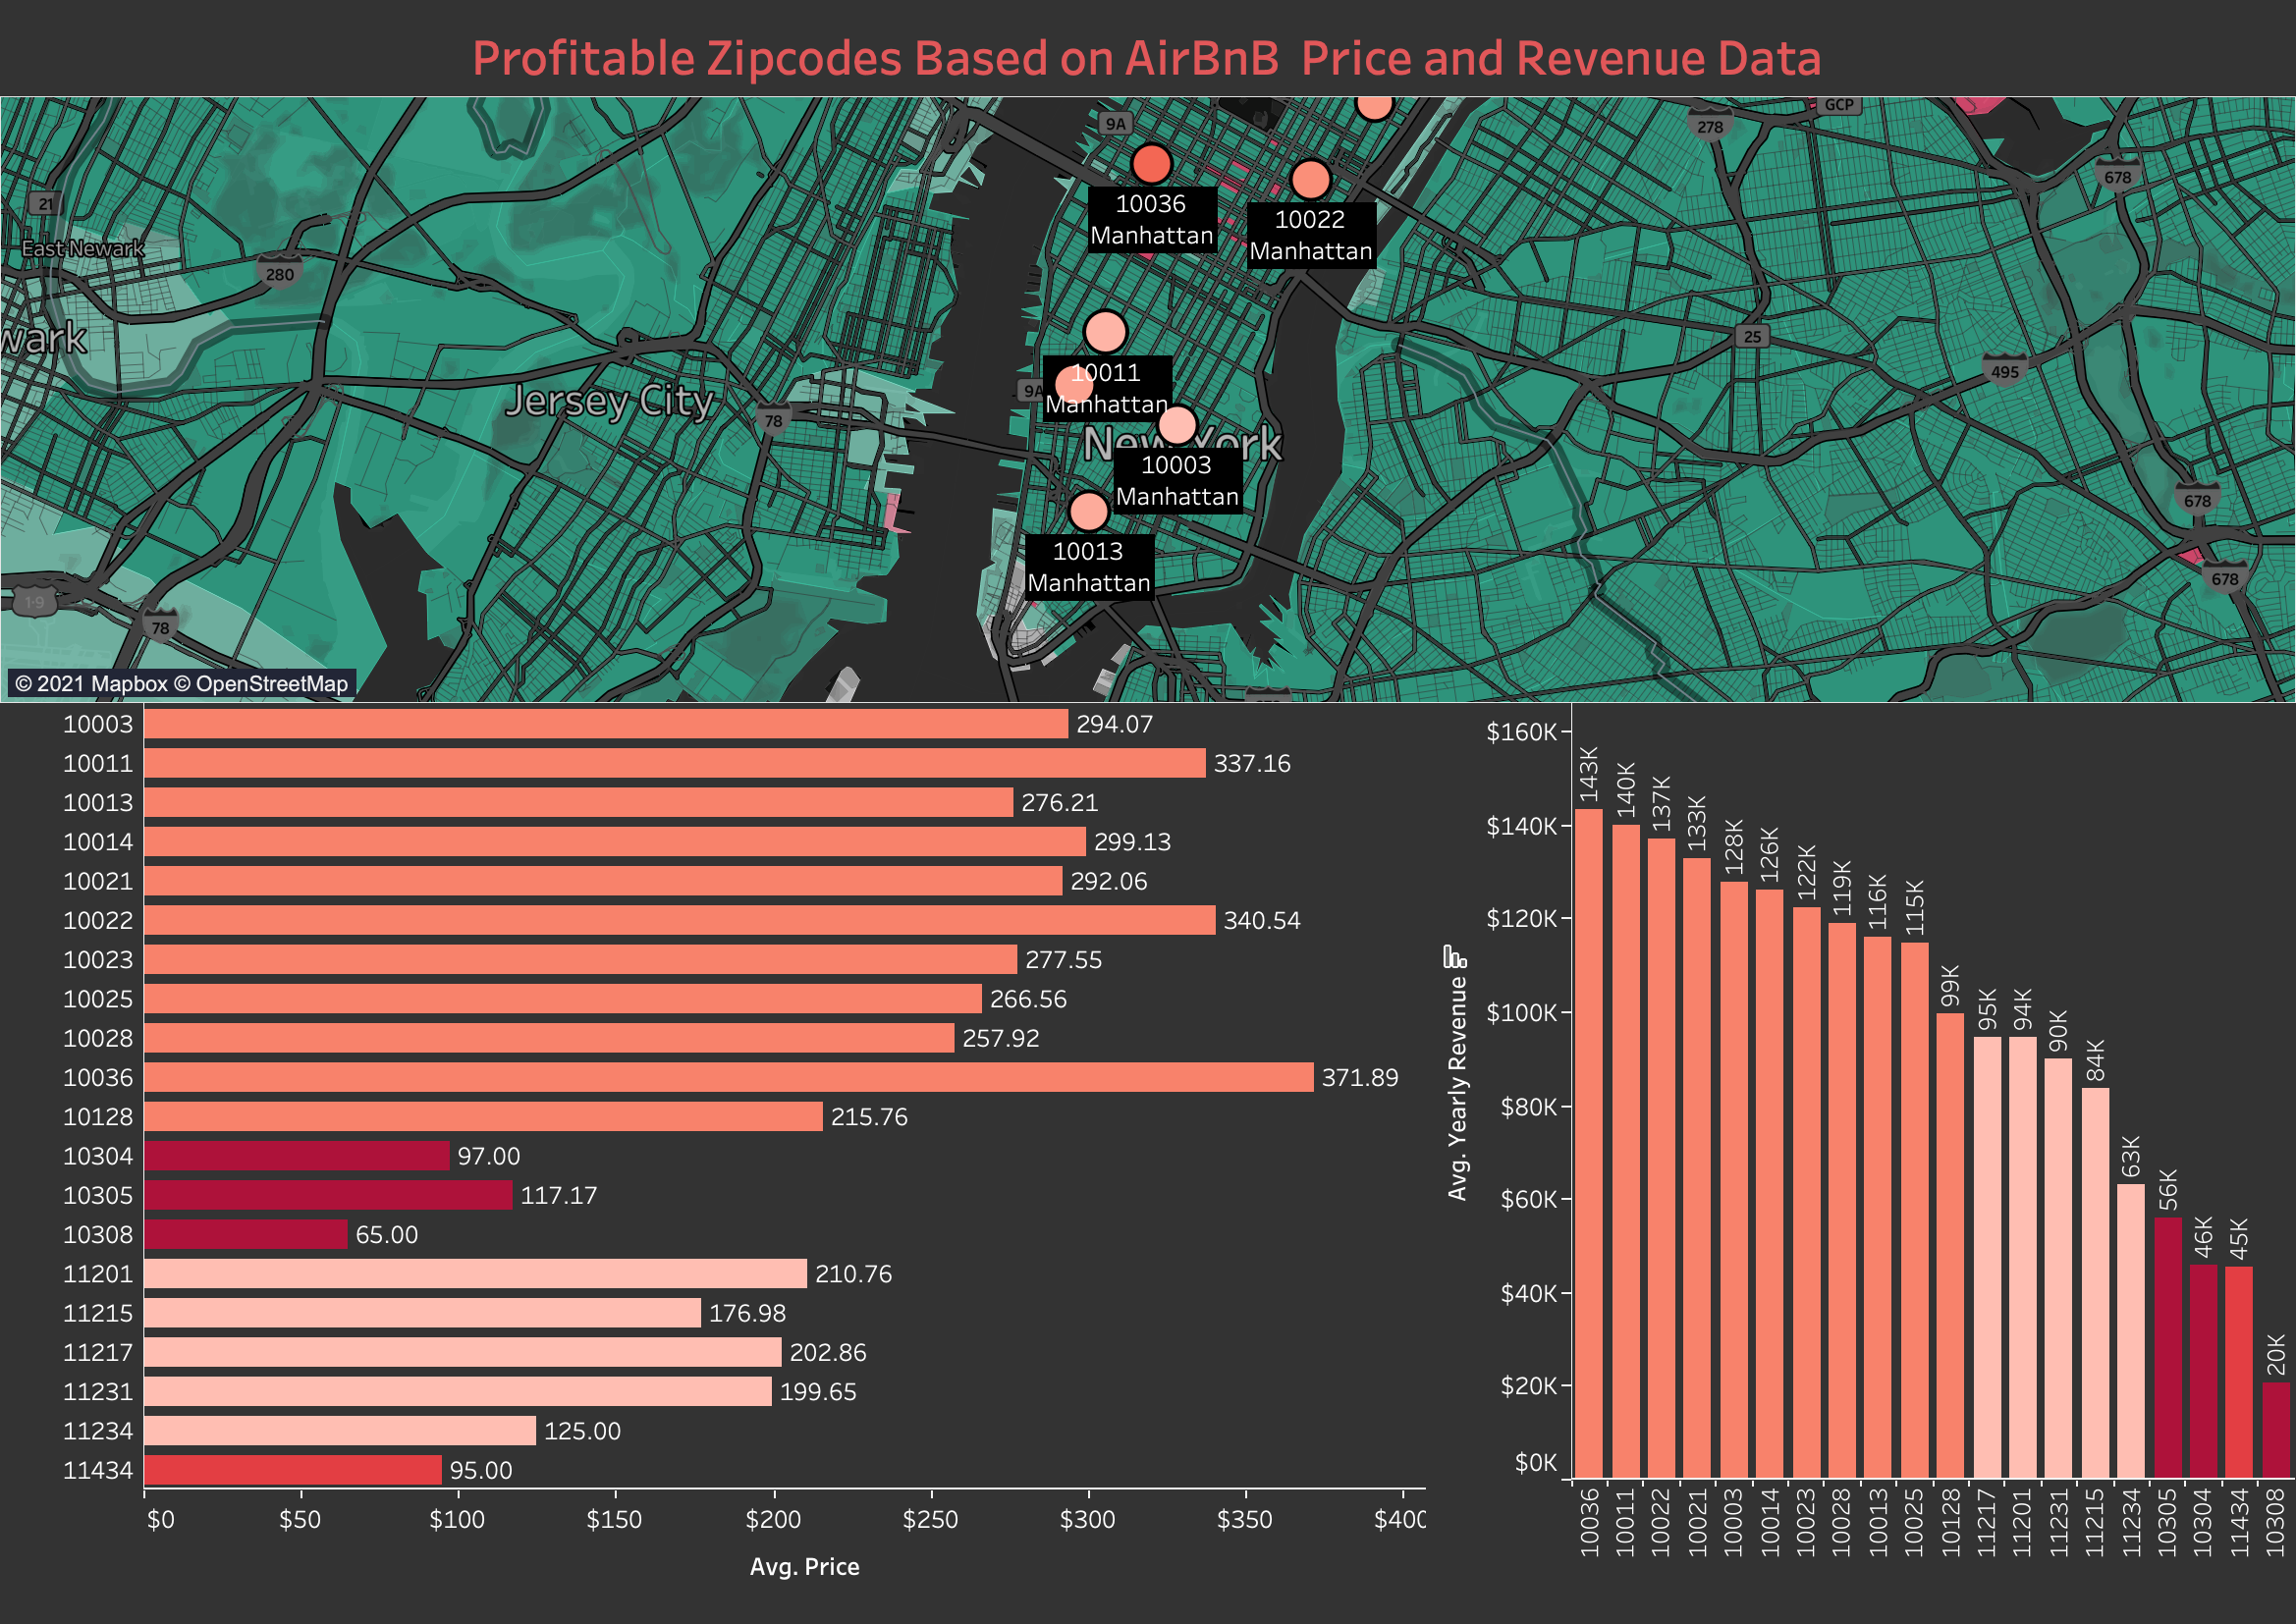 Profitable Zipcodes Based on AirBnB Price and Revenue Data
9A
278
GCP
678
21
10036
Manhattan
10022
Manhattan
East Newark
280
wark
25
495
10011
Manhattan
9A
Jersey City
78
New York
10003
Manhattan
678
10013
Manhattan
678
1-9
78
© 2021 Mapbox © OpenStreetMap
10003 294.07
10011 337.16
10013 276.21
10014 299.13
10021 292.06
10022 340.54
10023 277.55
10025 266.56
10028 257.92
10036 371.89
10128 215.76
10304 97.00
10305 117.17
10308 65.00
11201 210.76
11215 176.98
11217 202.86
11231 199.65
11234 125.00
11434 95.00
$0 $50 $100 $150 $200 $250 $300 $350 $400
Avg. Price
Avg. Yearly Revenue
$160K
$140K
$120K
$100K
$80K
$60K
$40K
$20K
$0K
143K 140K 137K 133K 128K 126K 122K 119K 116K 115K 99K 95K 94K 90K 84K 63K 56K 46K 45K 20K
10036 10011 10022 10021 10003 10014 10023 10028 10013 10025 10128 11217 11201 11231 11215 11234 10305 10304 11434 10308